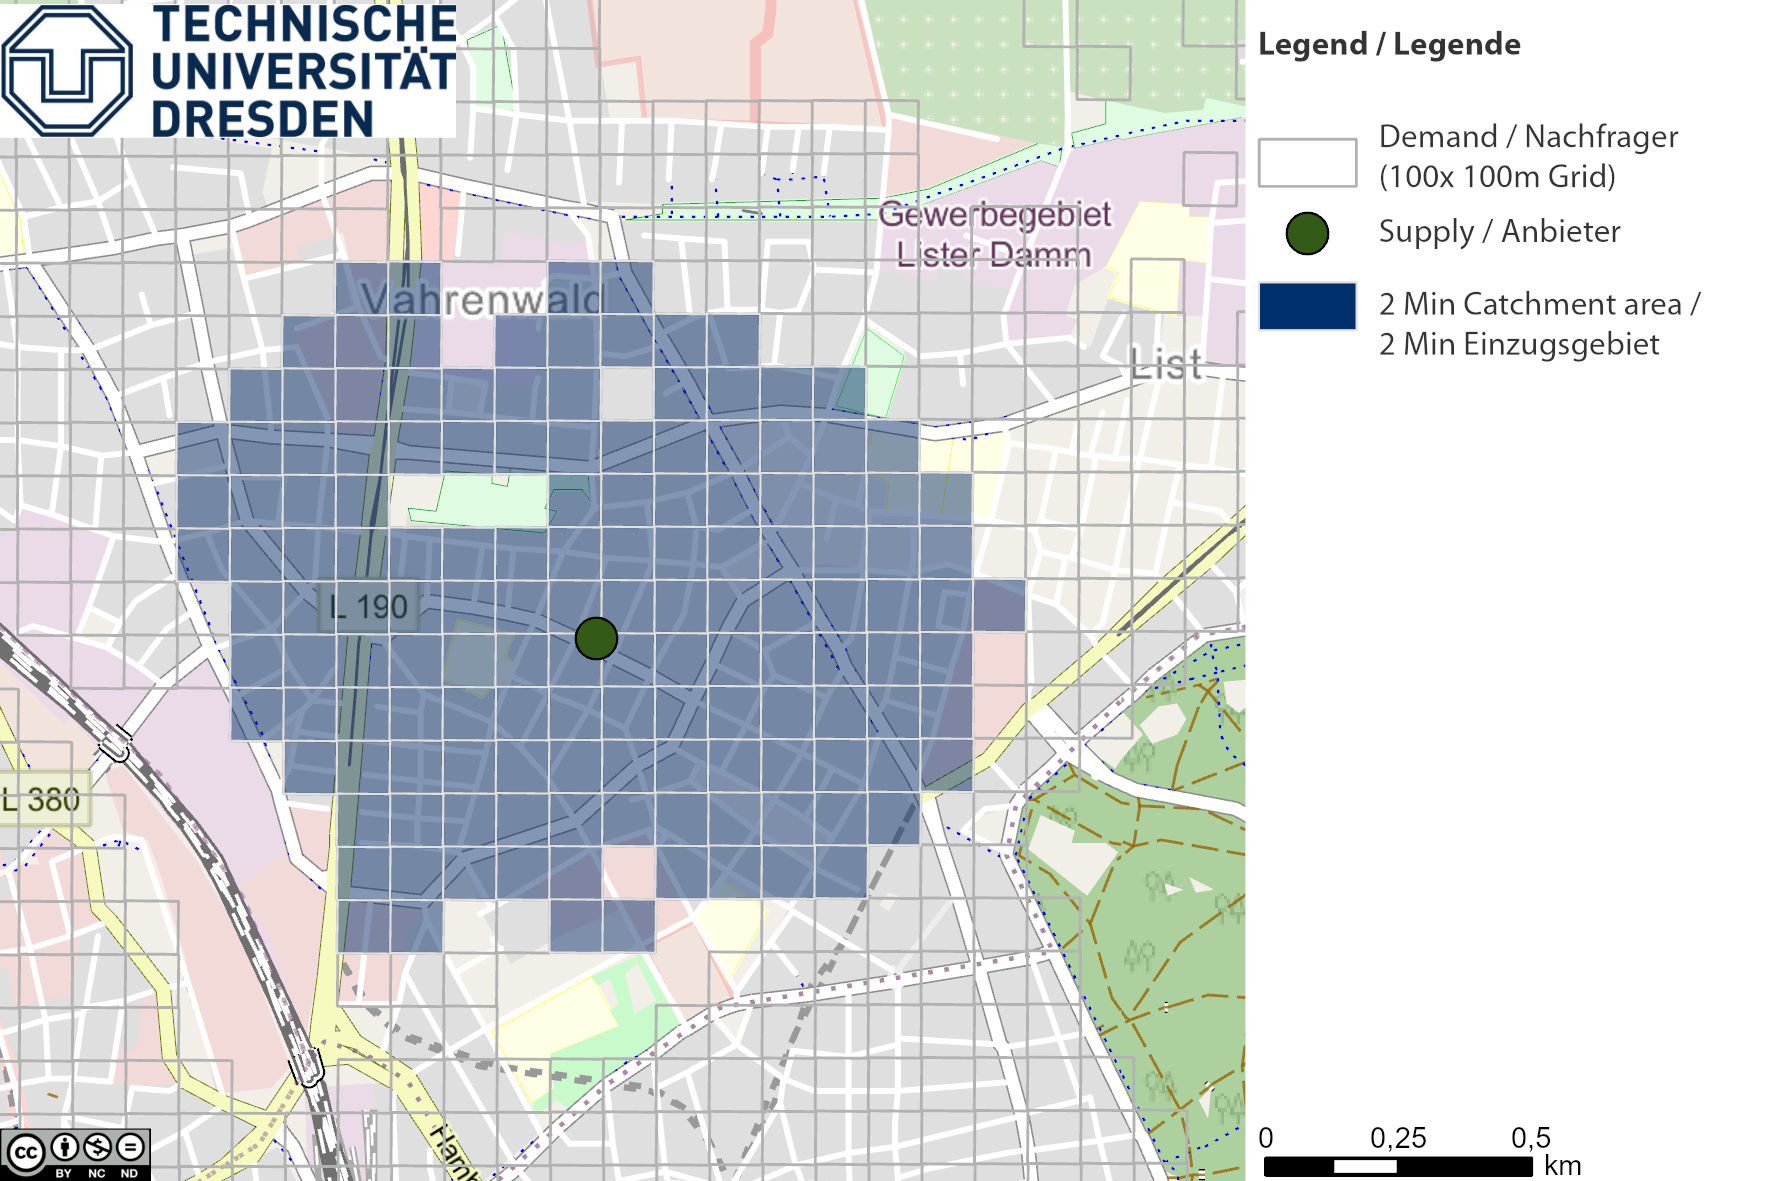 TECHNISCHE
UNIVERSITÄT
DRESDEN
Gewerbegebiet
Lister Damm
Vahrenwald
List
L 190
L 380
cc
BY NC ND
Legend / Legende
Demand / Nachfrager
(100x 100m Grid)
Supply / Anbieter
2 Min Catchment area /
2 Min Einzugsgebiet
0 0,25 0,5
km